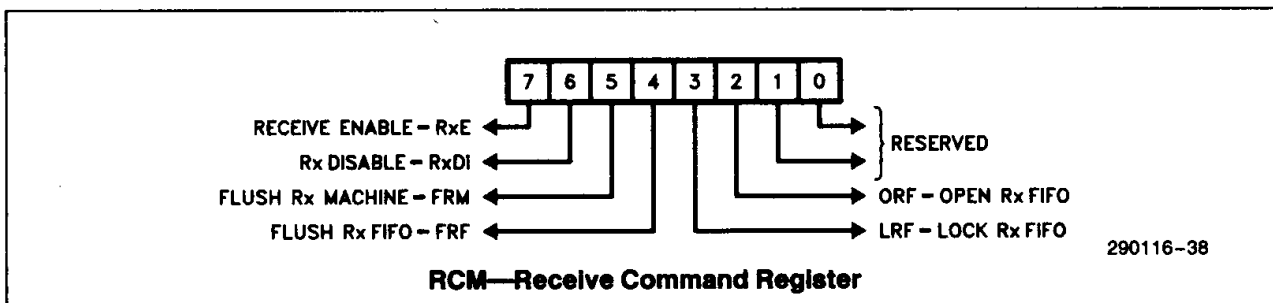 7 6 5 4 3 2 1 0
RECEIVE ENABLE – RxE
RESERVED
Rx DISABLE – RxDI
FLUSH Rx MACHINE – FRM
ORF – OPEN Rx FIFO
FLUSH Rx FIFO – FRF
LRF – LOCK Rx FIFO
290116–38
RCM—Receive Command Register